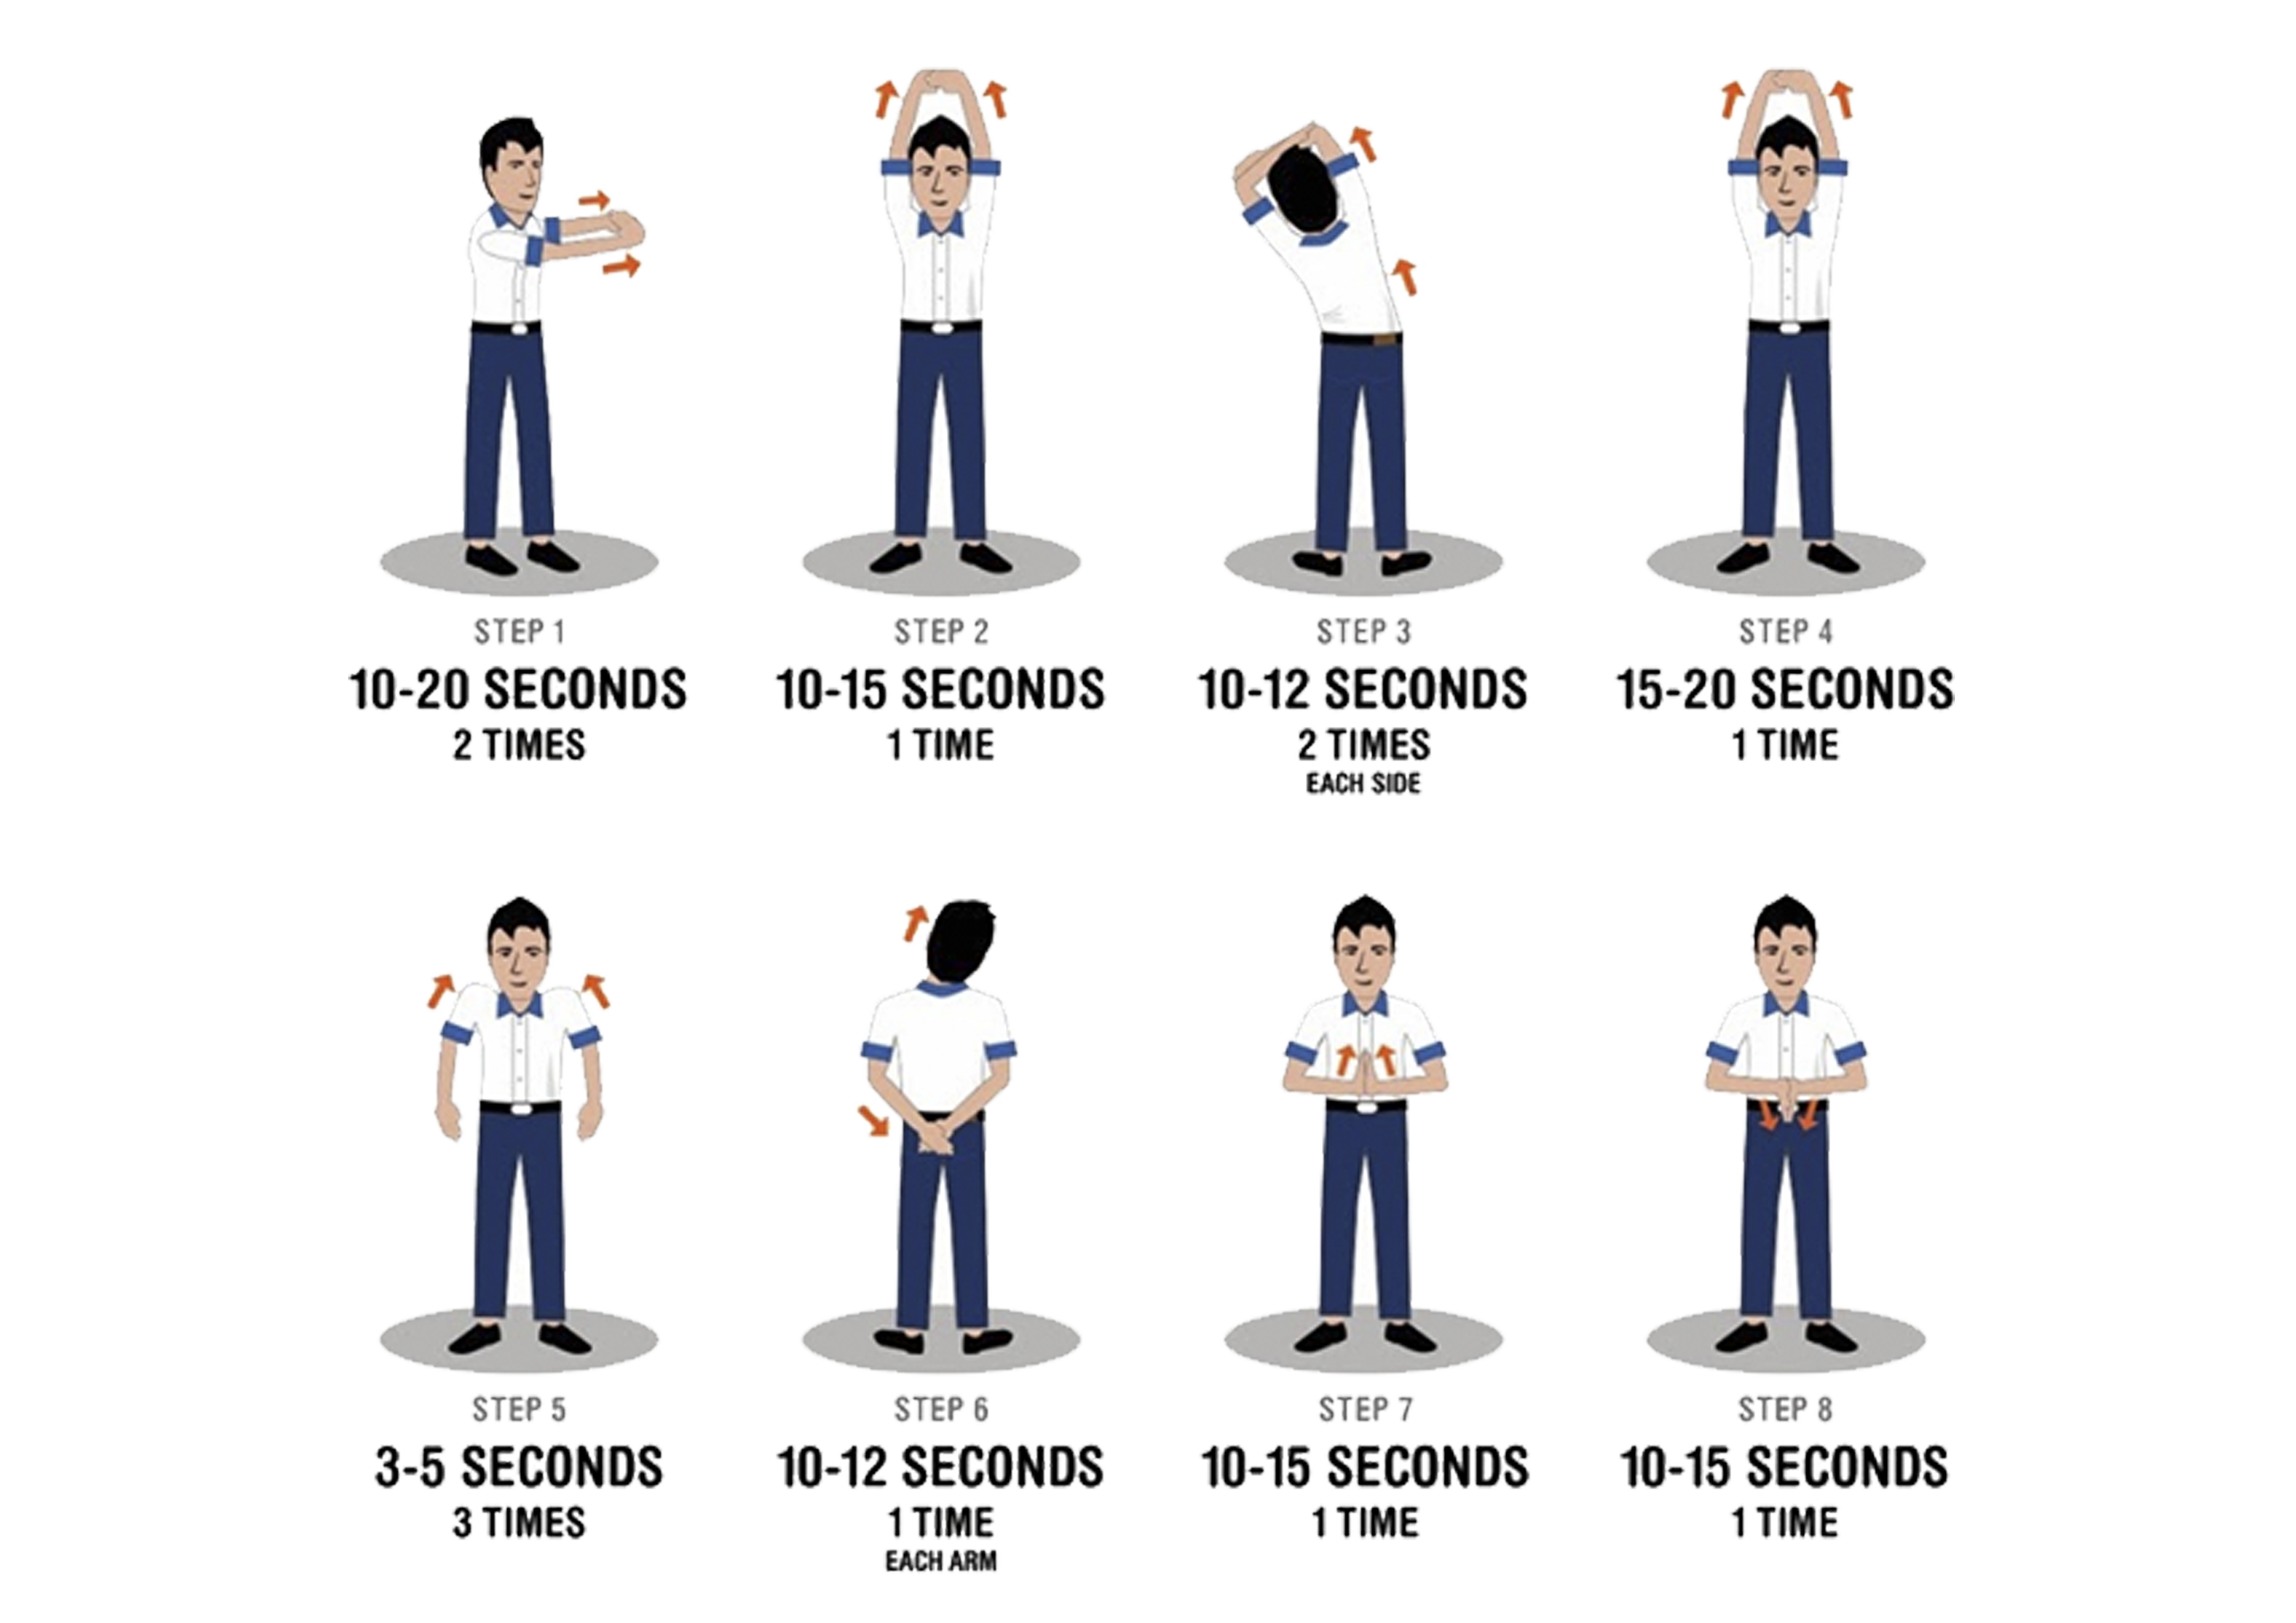 STEP 1
10-20 SECONDS
2 TIMES
STEP 2
10-15 SECONDS
1 TIME
STEP 3
10-12 SECONDS
2 TIMES
EACH SIDE
STEP 4
15-20 SECONDS
1 TIME
STEP 5
3-5 SECONDS
3 TIMES
STEP 6
10-12 SECONDS
1 TIME
EACH ARM
STEP 7
10-15 SECONDS
1 TIME
STEP 8
10-15 SECONDS
1 TIME